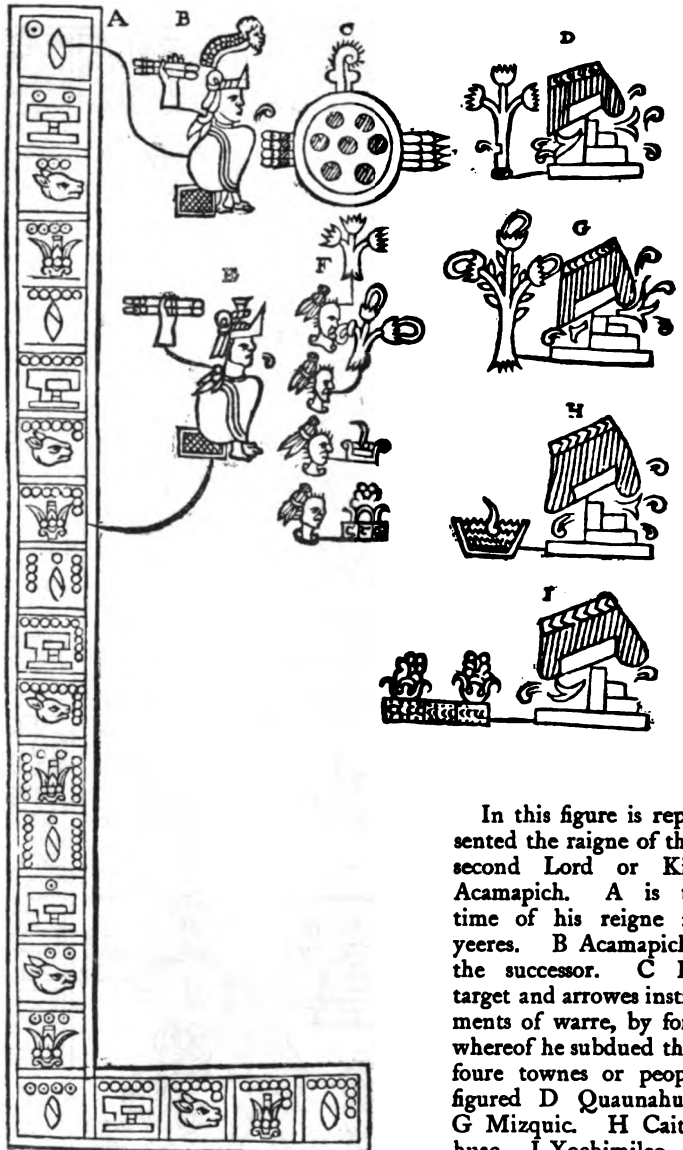 A B C
D
E F
G
H
I
In this figure is rep
sented the raigne of th
second Lord or Ki
Acamapich. A is t
time of his reigne
yeeres. B Acamapich
the successor. C
target and arrowes inst
ments of warre, by for
whereof he subdued th
foure townes or peop
figured D Quaunahu
G Mizquic. H Cuit
huac. I Xochimilco